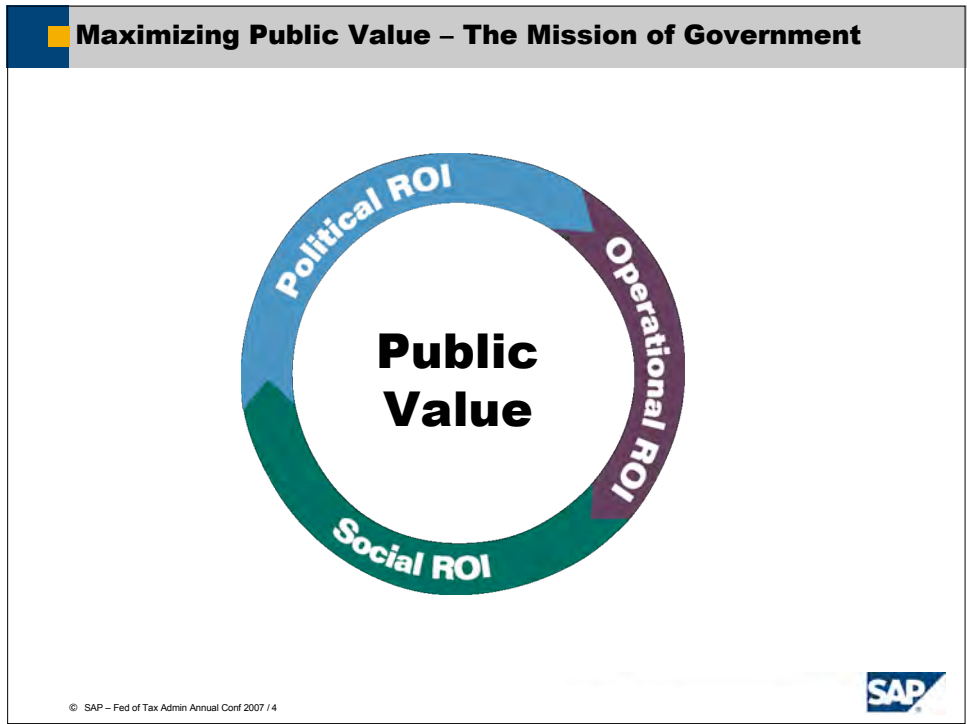 Maximizing Public Value – The Mission of Government
Political ROI
Operational ROI
Public
Value
Social ROI
© SAP – Fed of Tax Admin Annual Conf 2007 / 4
SAP